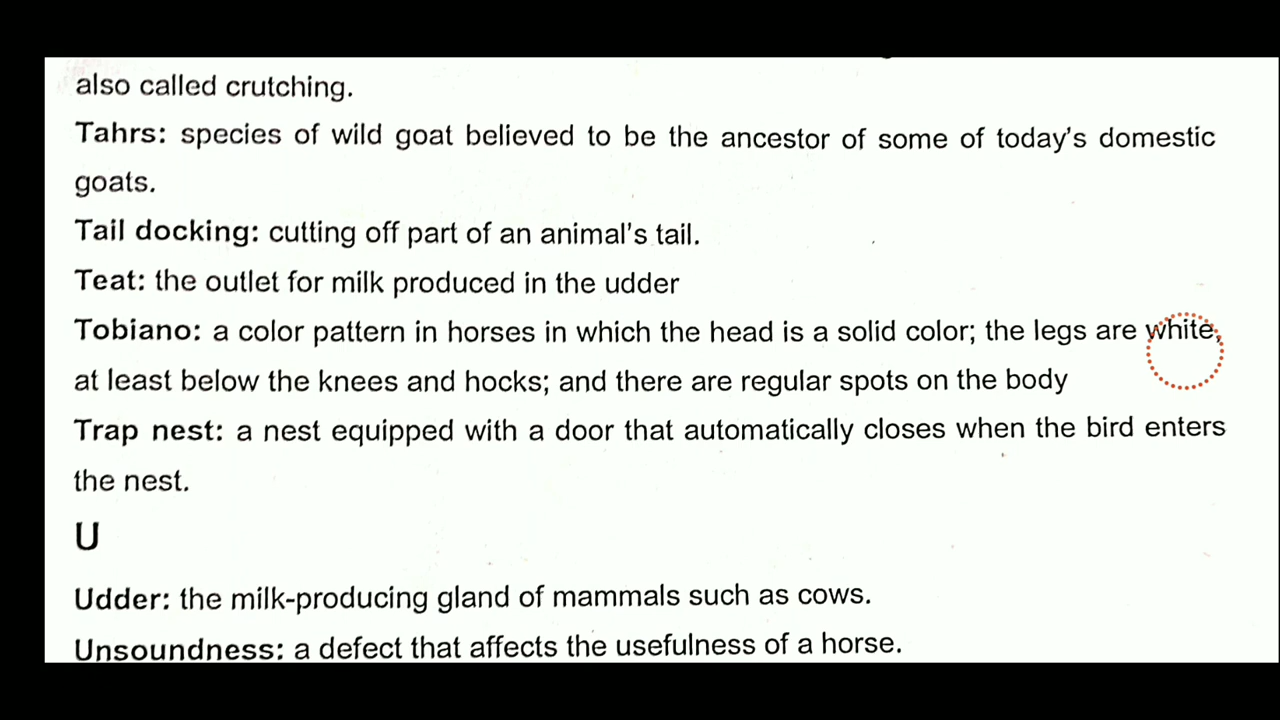 also called crutching.
Tahrs: species of wild goat believed to be the ancestor of some of today's domestic
goats.
Tail docking: cutting off part of an animal's tail.
Teat: the outlet for milk produced in the udder
Tobiano: a color pattern in horses in which the head is a solid color; the legs are white,
at least below the knees and hocks; and there are regular spots on the body
Trap nest: a nest equipped with a door that automatically closes when the bird enters
the nest.
U
Udder: the milk-producing gland of mammals such as cows.
Unsoundness: a defect that affects the usefulness of a horse.